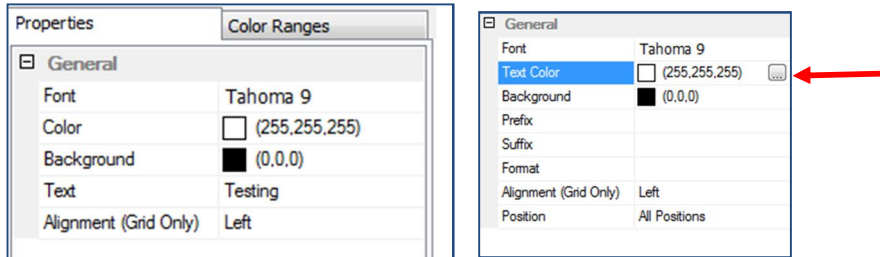 Properties Color Ranges
General
Font Tahoma 9
Color (255,255,255)
Background (0,0,0)
Text Testing
Alignment (Grid Only) Left
General
Font Tahoma 9
Text Color (255,255,255) ...
Background (0,0,0)
Prefix
Suffix
Format
Alignment (Grid Only) Left
Position All Positions